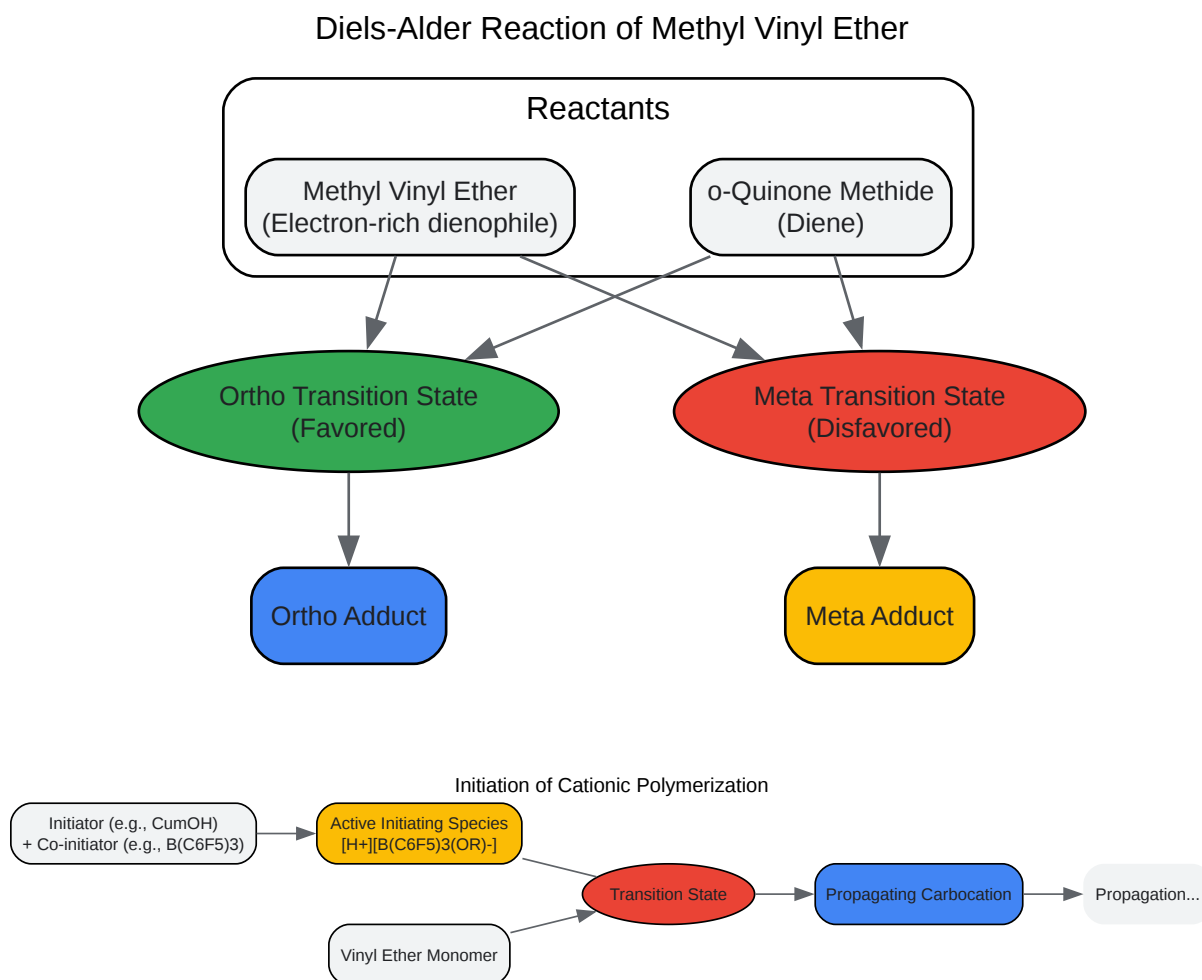 Diels-Alder Reaction of Methyl Vinyl Ether
Reactants
Methyl Vinyl Ether
(Electron-rich dienophile)
o-Quinone Methide
(Diene)
Ortho Transition State
(Favored)
Meta Transition State
(Disfavored)
Ortho Adduct
Meta Adduct
Initiation of Cationic Polymerization
Initiator (e.g., CumOH)
+ Co-initiator (e.g., B(C6F5)3)
Active Initiating Species
[H+][B(C6F5)3(OR)-]
Transition State
Propagating Carbocation
Propagation...
Vinyl Ether Monomer